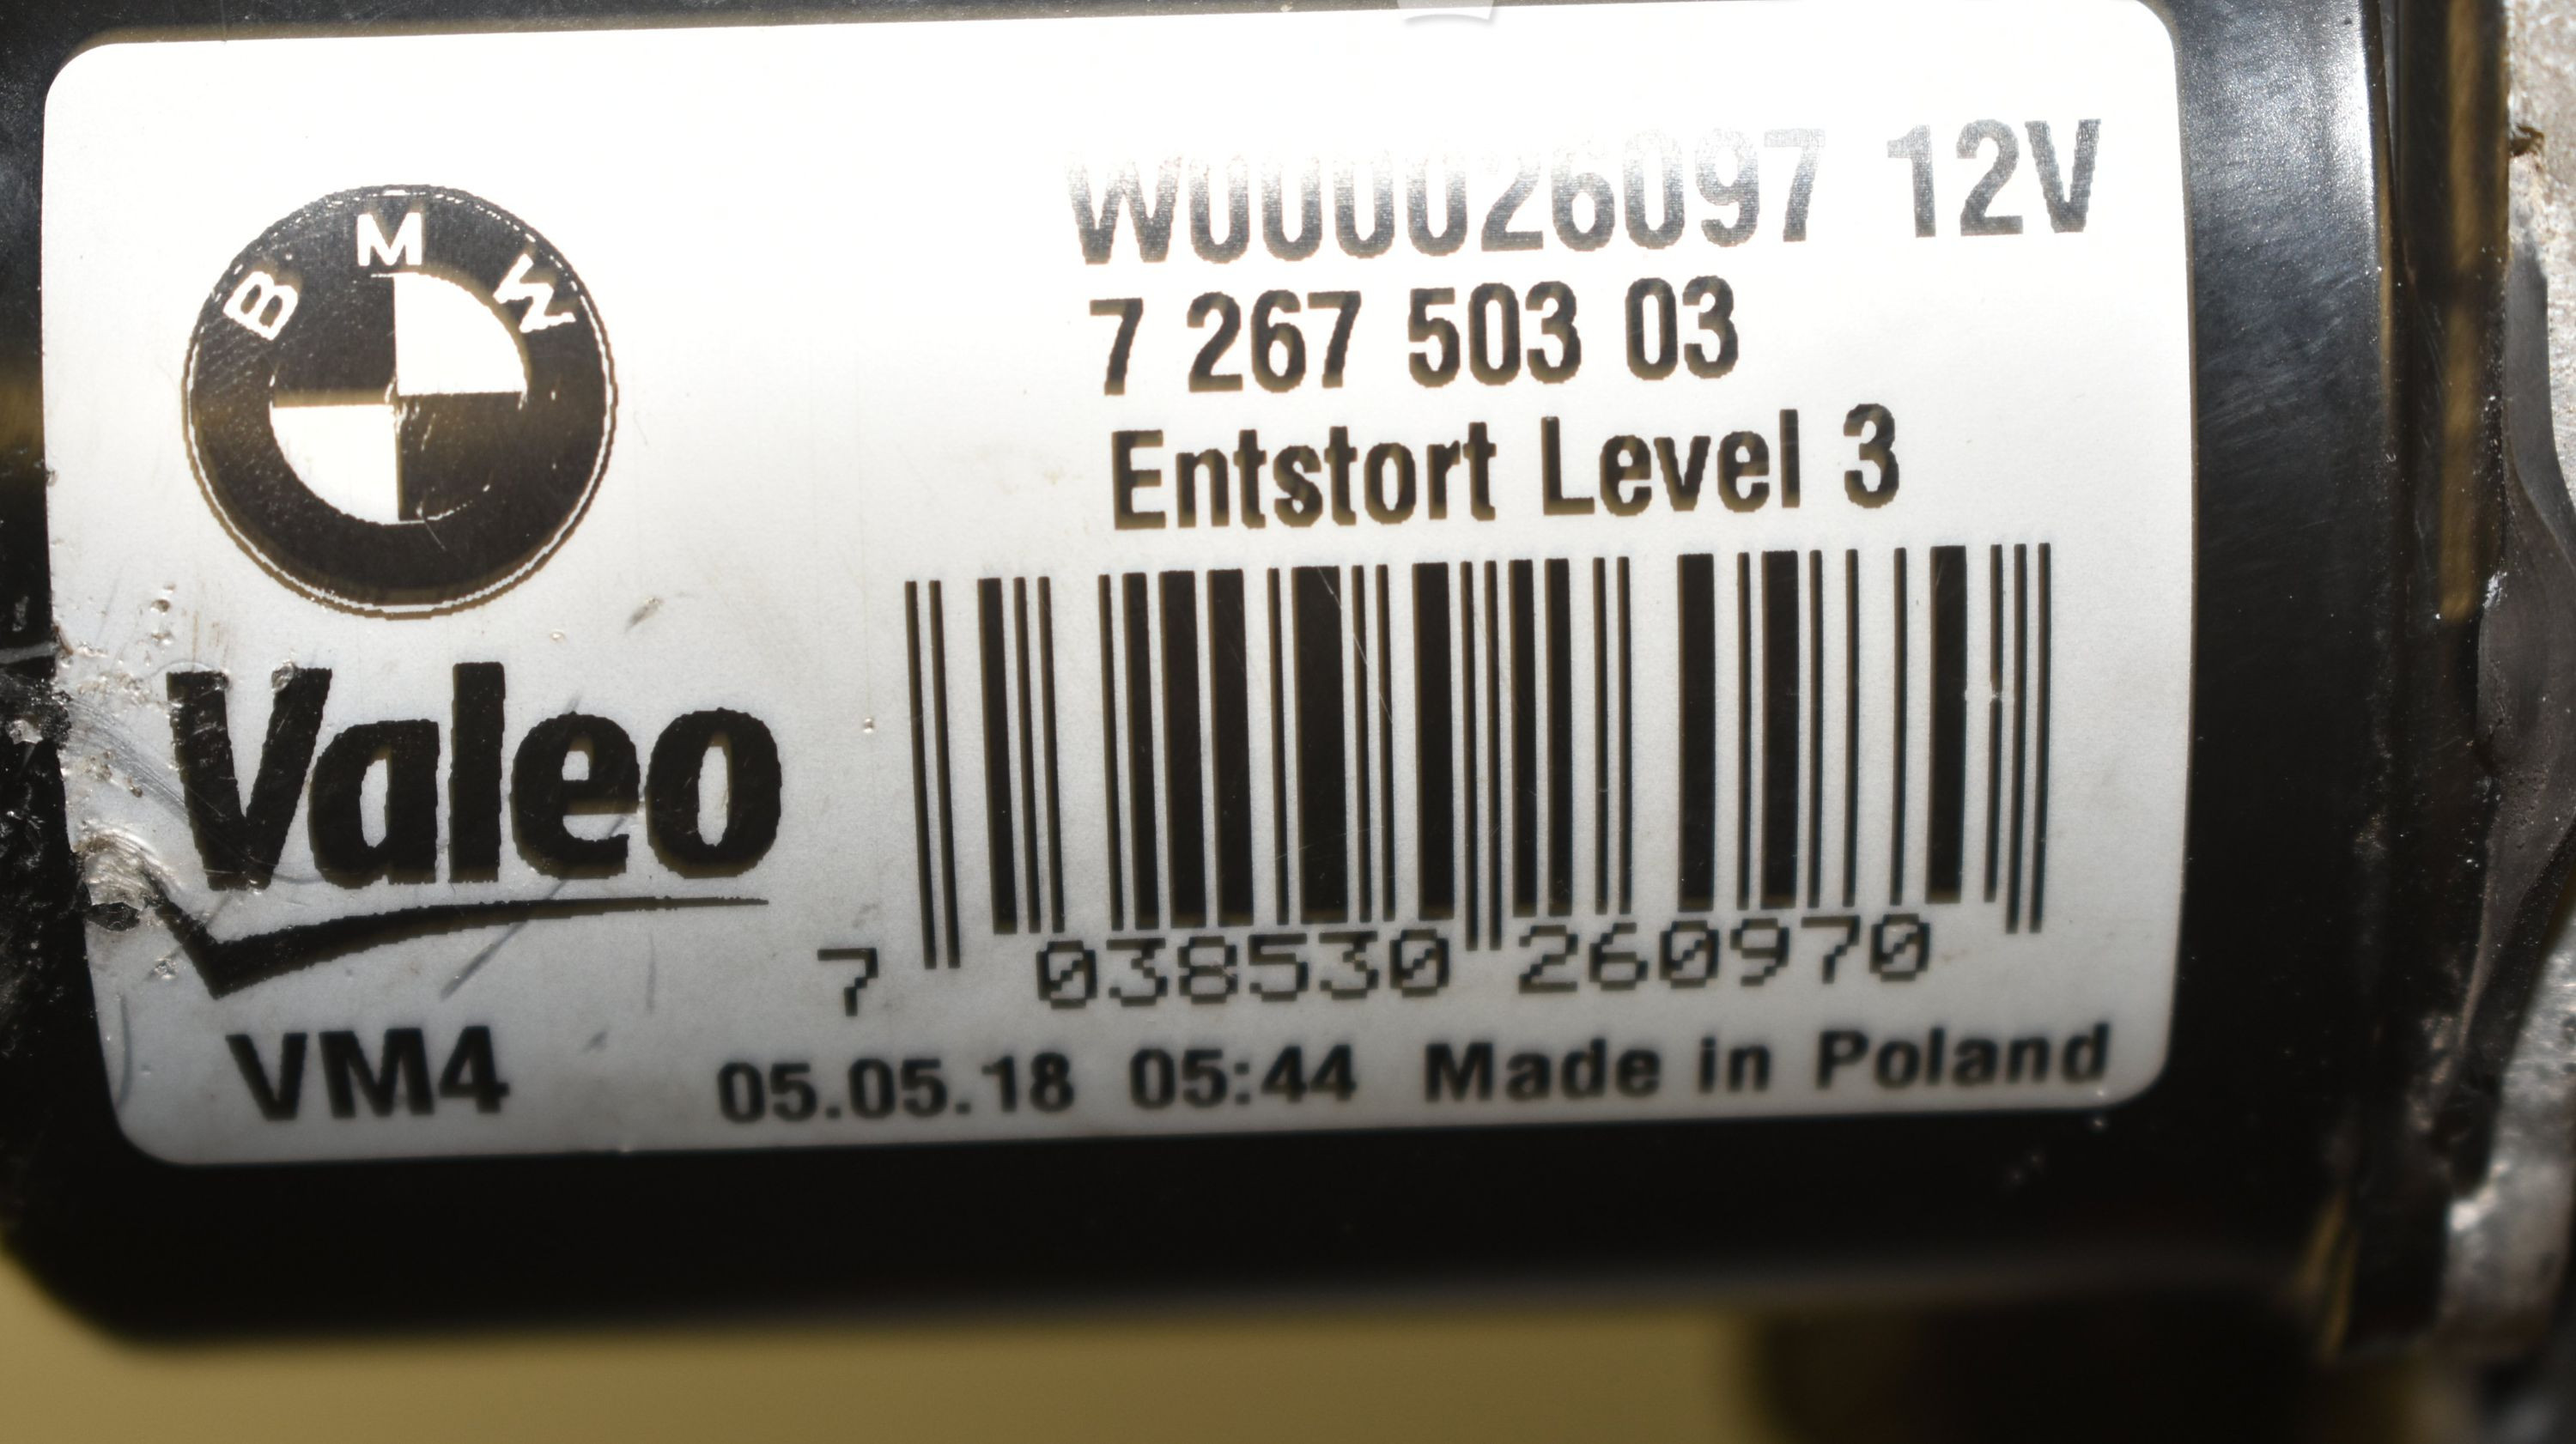 BMW
W000026097 12V
7 267 503 03
Entstort Level 3
Valeo
7 038530 260970
VM4 05.05.18 05:44 Made in Poland